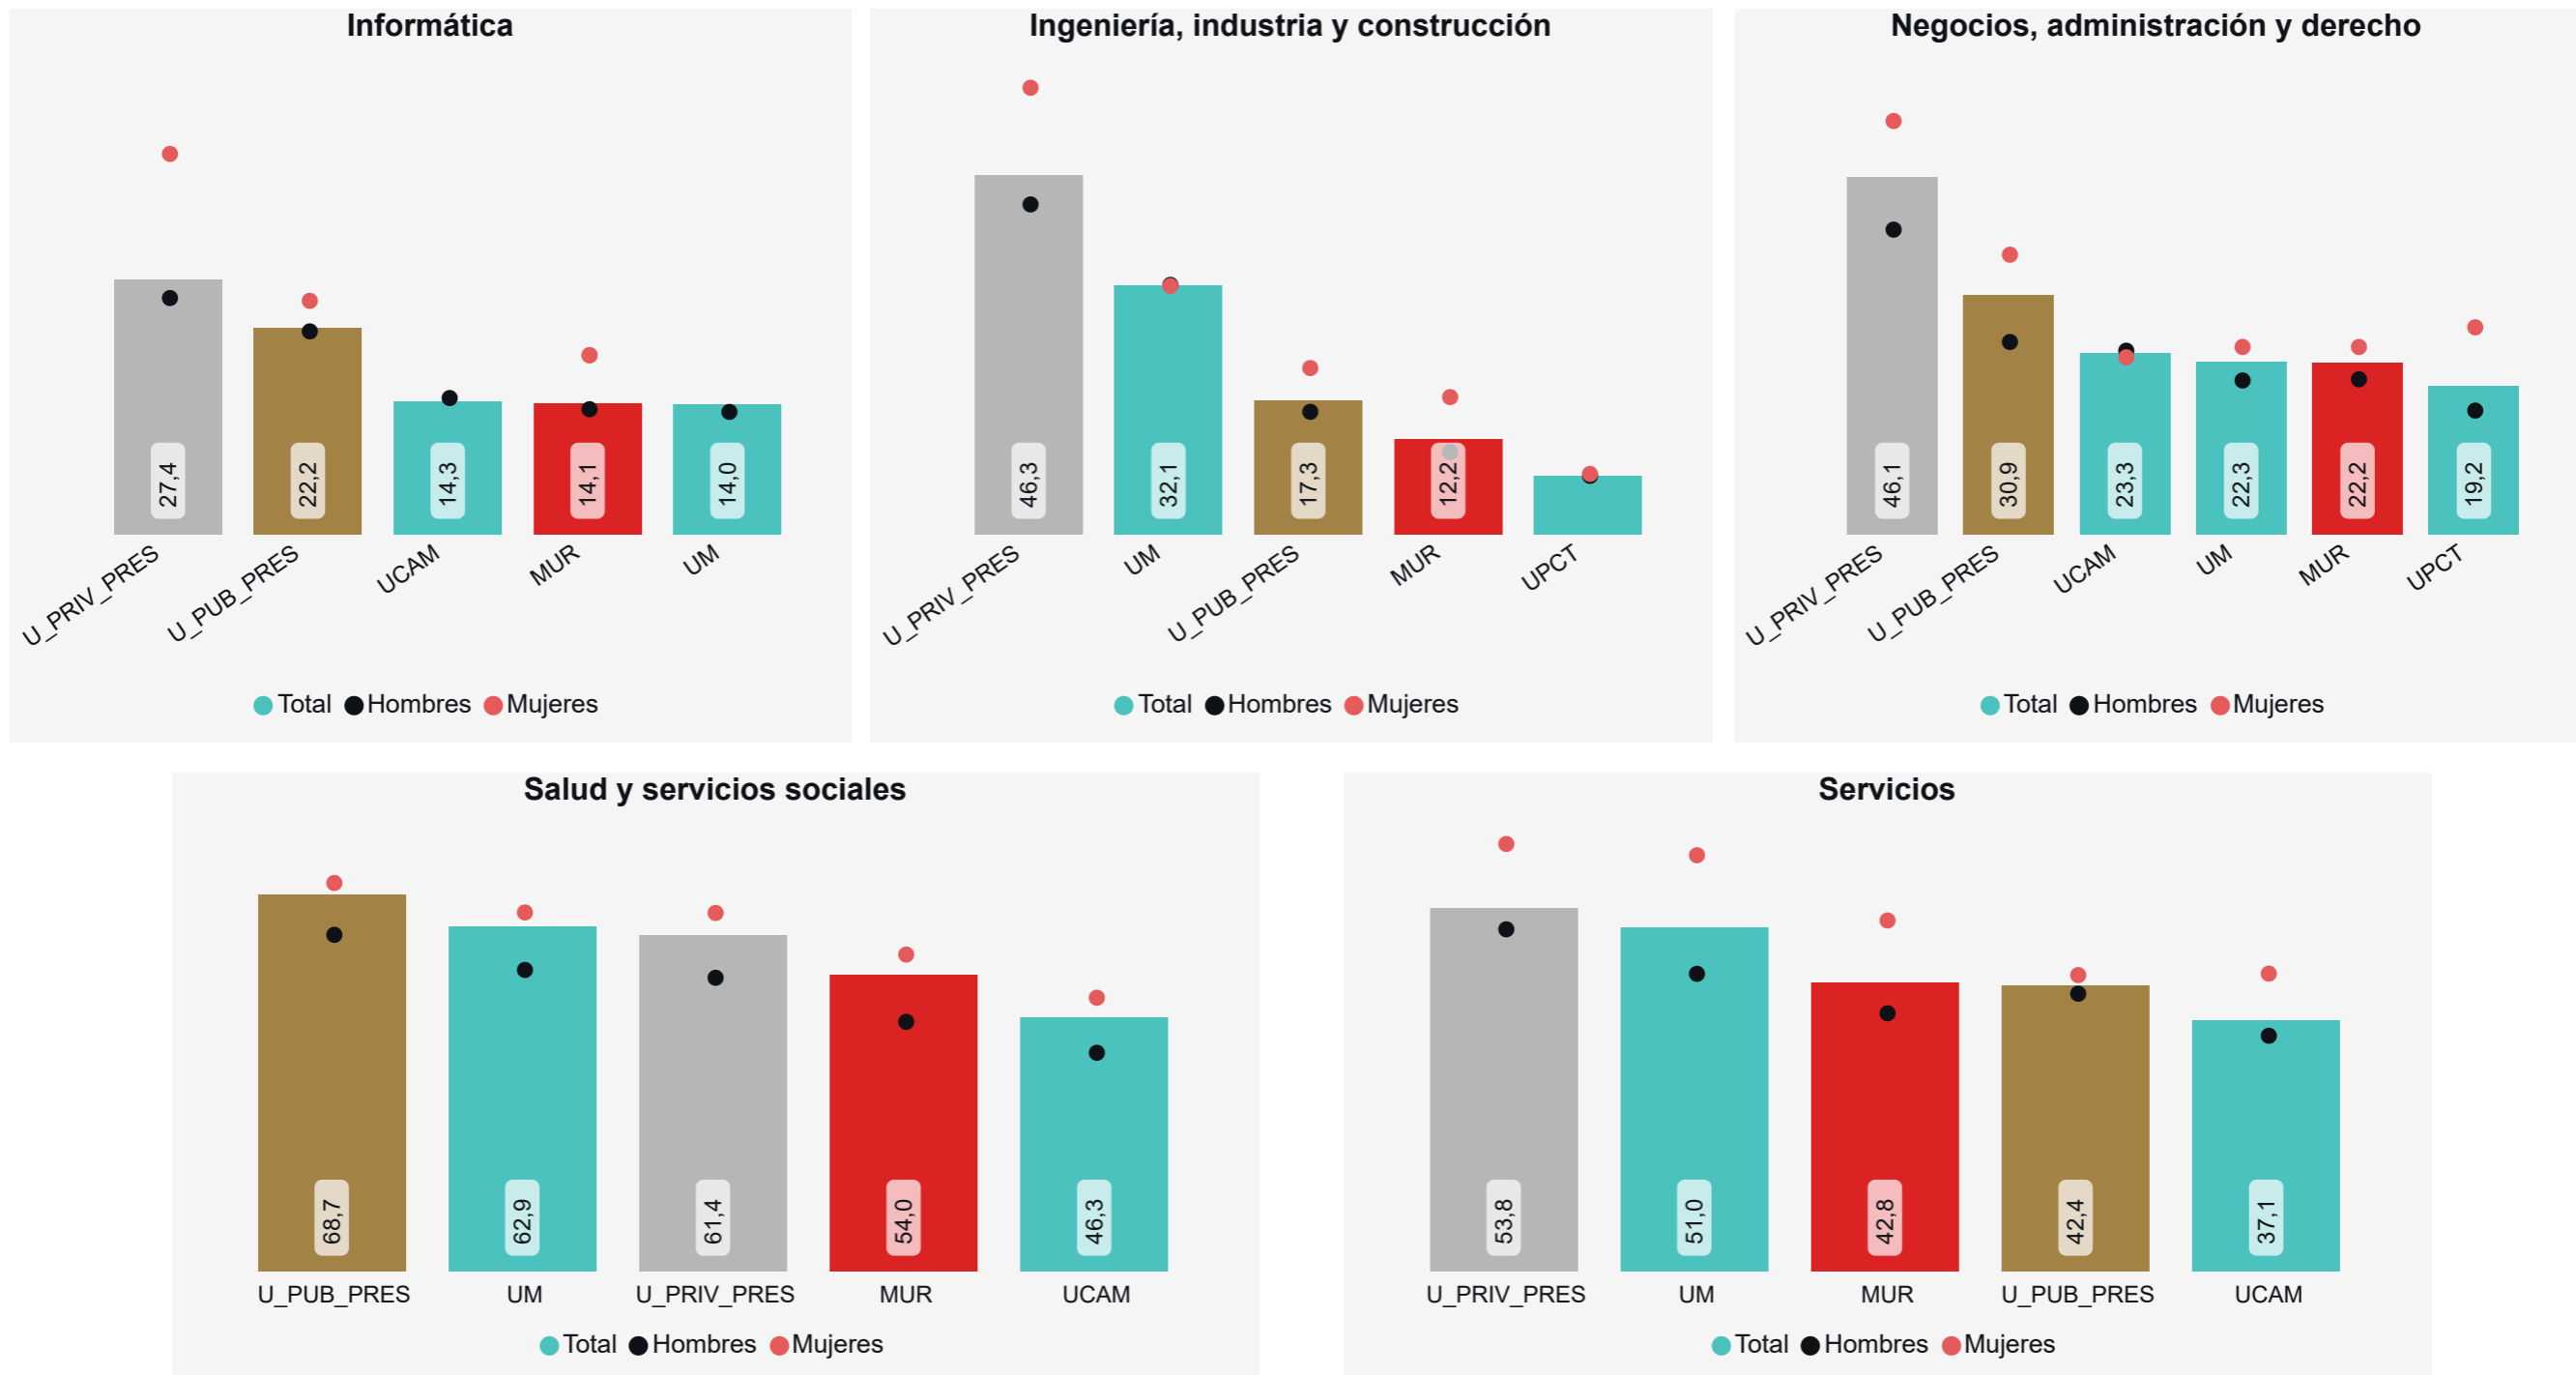 Informática
27,4
22,2
14,3
14,1
14,0
U_PRIV_PRES
U_PUB_PRES
UCAM
MUR
UM
Total Hombres Mujeres
Ingeniería, industria y construcción
46,3
32,1
17,3
12,2
U_PRIV_PRES
UM
U_PUB_PRES
MUR
UPCT
Total Hombres Mujeres
Negocios, administración y derecho
46,1
30,9
23,3
22,3
22,2
19,2
U_PRIV_PRES
U_PUB_PRES
UCAM
UM
MUR
UPCT
Total Hombres Mujeres
Salud y servicios sociales
68,7
62,9
61,4
54,0
46,3
U_PUB_PRES
UM
U_PRIV_PRES
MUR
UCAM
Total Hombres Mujeres
Servicios
53,8
51,0
42,8
42,4
37,1
U_PRIV_PRES
UM
MUR
U_PUB_PRES
UCAM
Total Hombres Mujeres